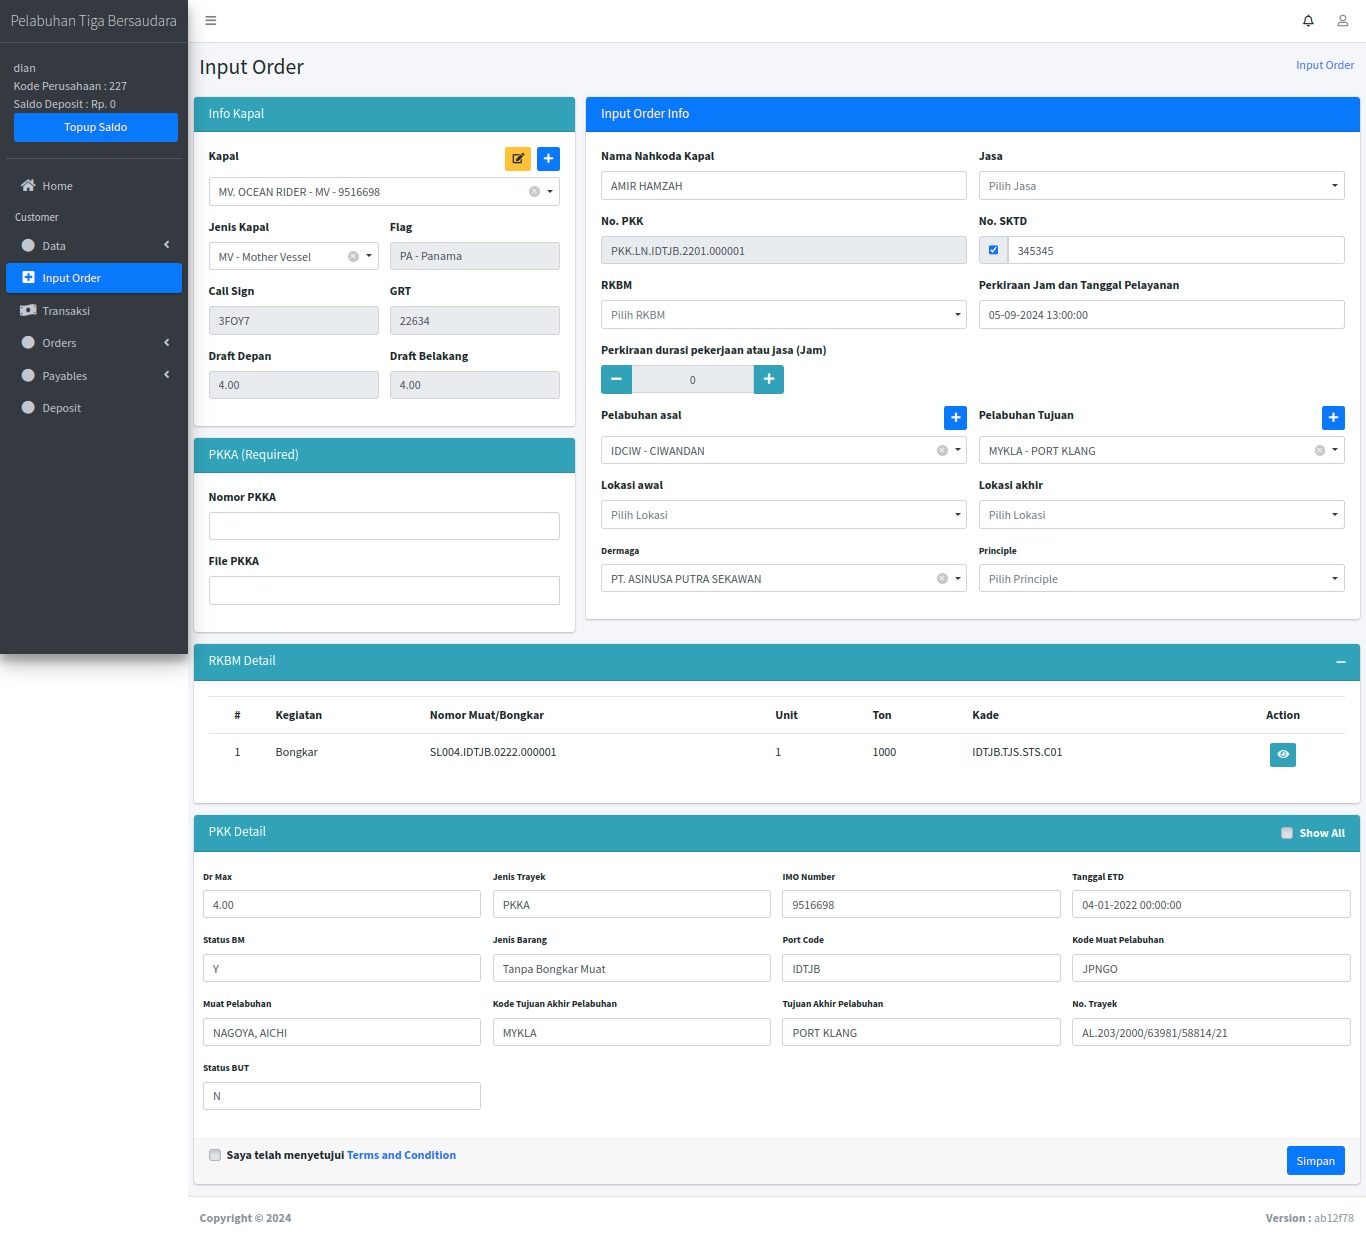 Pelabuhan Tiga Bersaudara
dian
Kode Perusahaan : 227
Saldo Deposit : Rp. 0
Topup Saldo
Home
Customer
Data
Input Order
Transaksi
Orders
Payables
Deposit
Input Order
Input Order
Info Kapal
Kapal
MV. OCEAN RIDER - MV - 9516698
Jenis Kapal Flag
MV - Mother Vessel PA - Panama
Call Sign GRT
3FOY7 22634
Draft Depan Draft Belakang
4.00 4.00
PKKA (Required)
Nomor PKKA
File PKKA
Input Order Info
Nama Nahkoda Kapal Jasa
AMIR HAMZAH Pilih Jasa
No. PKK No. SKTD
PKK.LN.IDTJB.2201.000001 345345
RKBM Perkiraan Jam dan Tanggal Pelayanan
Pilih RKBM 05-09-2024 13:00:00
Perkiraan durasi pekerjaan atau jasa (Jam)
0
Pelabuhan asal Pelabuhan Tujuan
IDCIW - CIWANDAN MYKLA - PORT KLANG
Lokasi awal Lokasi akhir
Pilih Lokasi Pilih Lokasi
Dermaga Principle
PT. ASINUSA PUTRA SEKAWAN Pilih Principle
RKBM Detail
# Kegiatan Nomor Muat/Bongkar Unit Ton Kade Action
1 Bongkar SL004.IDTJB.0222.000001 1 1000 IDTJB.TJS.STS.C01
PKK Detail Show All
Dr Max Jenis Trayek IMO Number Tanggal ETD
4.00 PKKA 9516698 04-01-2022 00:00:00
Status BM Jenis Barang Port Code Kode Muat Pelabuhan
Y Tanpa Bongkar Muat IDTJB JPNGO
Muat Pelabuhan Kode Tujuan Akhir Pelabuhan Tujuan Akhir Pelabuhan No. Trayek
NAGOYA, AICHI MYKLA PORT KLANG AL.203/2000/63981/58814/21
Status BUT
N
Saya telah menyetujui Terms and Condition
Simpan
Copyright © 2024 Version : ab12f78